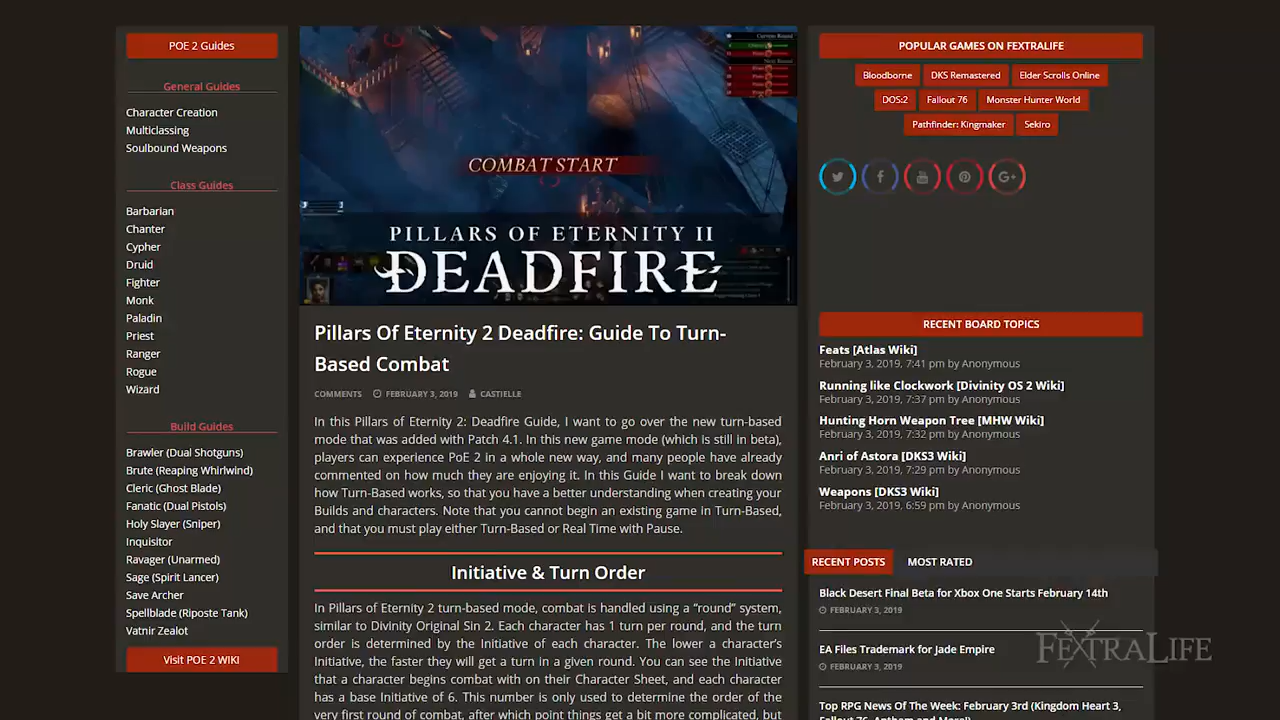 POE 2 Guides
General Guides
Character Creation
Multiclassing
Soulbound Weapons
Class Guides
Barbarian
Chanter
Cypher
Druid
Fighter
Monk
Paladin
Priest
Ranger
Rogue
Wizard
Build Guides
Brawler (Dual Shotguns)
Brute (Reaping Whirlwind)
Cleric (Ghost Blade)
Fanatic (Dual Pistols)
Holy Slayer (Sniper)
Inquisitor
Ravager (Unarmed)
Sage (Spirit Lancer)
Save Archer
Spellblade (Riposte Tank)
Vatnir Zealot
Visit POE 2 WIKI
COMBAT START
PILLARS OF ETERNITY II
DEADFIRE
Pillars Of Eternity 2 Deadfire: Guide To Turn-
Based Combat
COMMENTS FEBRUARY 3, 2019 CASTIELLE
In this Pillars of Eternity 2: Deadfire Guide, I want to go over the new turn-based
mode that was added with Patch 4.1. In this new game mode (which is still in beta),
players can experience PoE 2 in a whole new way, and many people have already
commented on how much they are enjoying it. In this Guide I want to break down
how Turn-Based works, so that you have a better understanding when creating your
Builds and characters. Note that you cannot begin an existing game in Turn-Based,
and that you must play either Turn-Based or Real Time with Pause.
Initiative & Turn Order
In Pillars of Eternity 2 turn-based mode, combat is handled using a “round” system,
similar to Divinity Original Sin 2. Each character has 1 turn per round, and the turn
order is determined by the Initiative of each character. The lower a character’s
Initiative, the faster they will get a turn in a given round. You can see the Initiative
that a character begins combat with on their Character Sheet, and each character
has a base Initiative of 6. This number is only used to determine the order of the
very first round of combat, after which point things get a bit more complicated, but
POPULAR GAMES ON FEXTRALIFE
Bloodborne DKS Remastered Elder Scrolls Online
DOS:2 Fallout 76 Monster Hunter World
Pathfinder: Kingmaker Sekiro
RECENT BOARD TOPICS
Feats [Atlas Wiki]
February 3, 2019, 7:41 pm by Anonymous
Running like Clockwork [Divinity OS 2 Wiki]
February 3, 2019, 7:37 pm by Anonymous
Hunting Horn Weapon Tree [MHW Wiki]
February 3, 2019, 7:32 pm by Anonymous
Anri of Astora [DKS3 Wiki]
February 3, 2019, 7:29 pm by Anonymous
Weapons [DKS3 Wiki]
February 3, 2019, 6:59 pm by Anonymous
RECENT POSTS MOST RATED
Black Desert Final Beta for Xbox One Starts February 14th
FEBRUARY 3, 2019
EA Files Trademark for Jade Empire
FEBRUARY 3, 2019
Top RPG News Of The Week: February 3rd (Kingdom Heart 3,
Fallout 76, Anthem and More!)
FEXTRALIFE